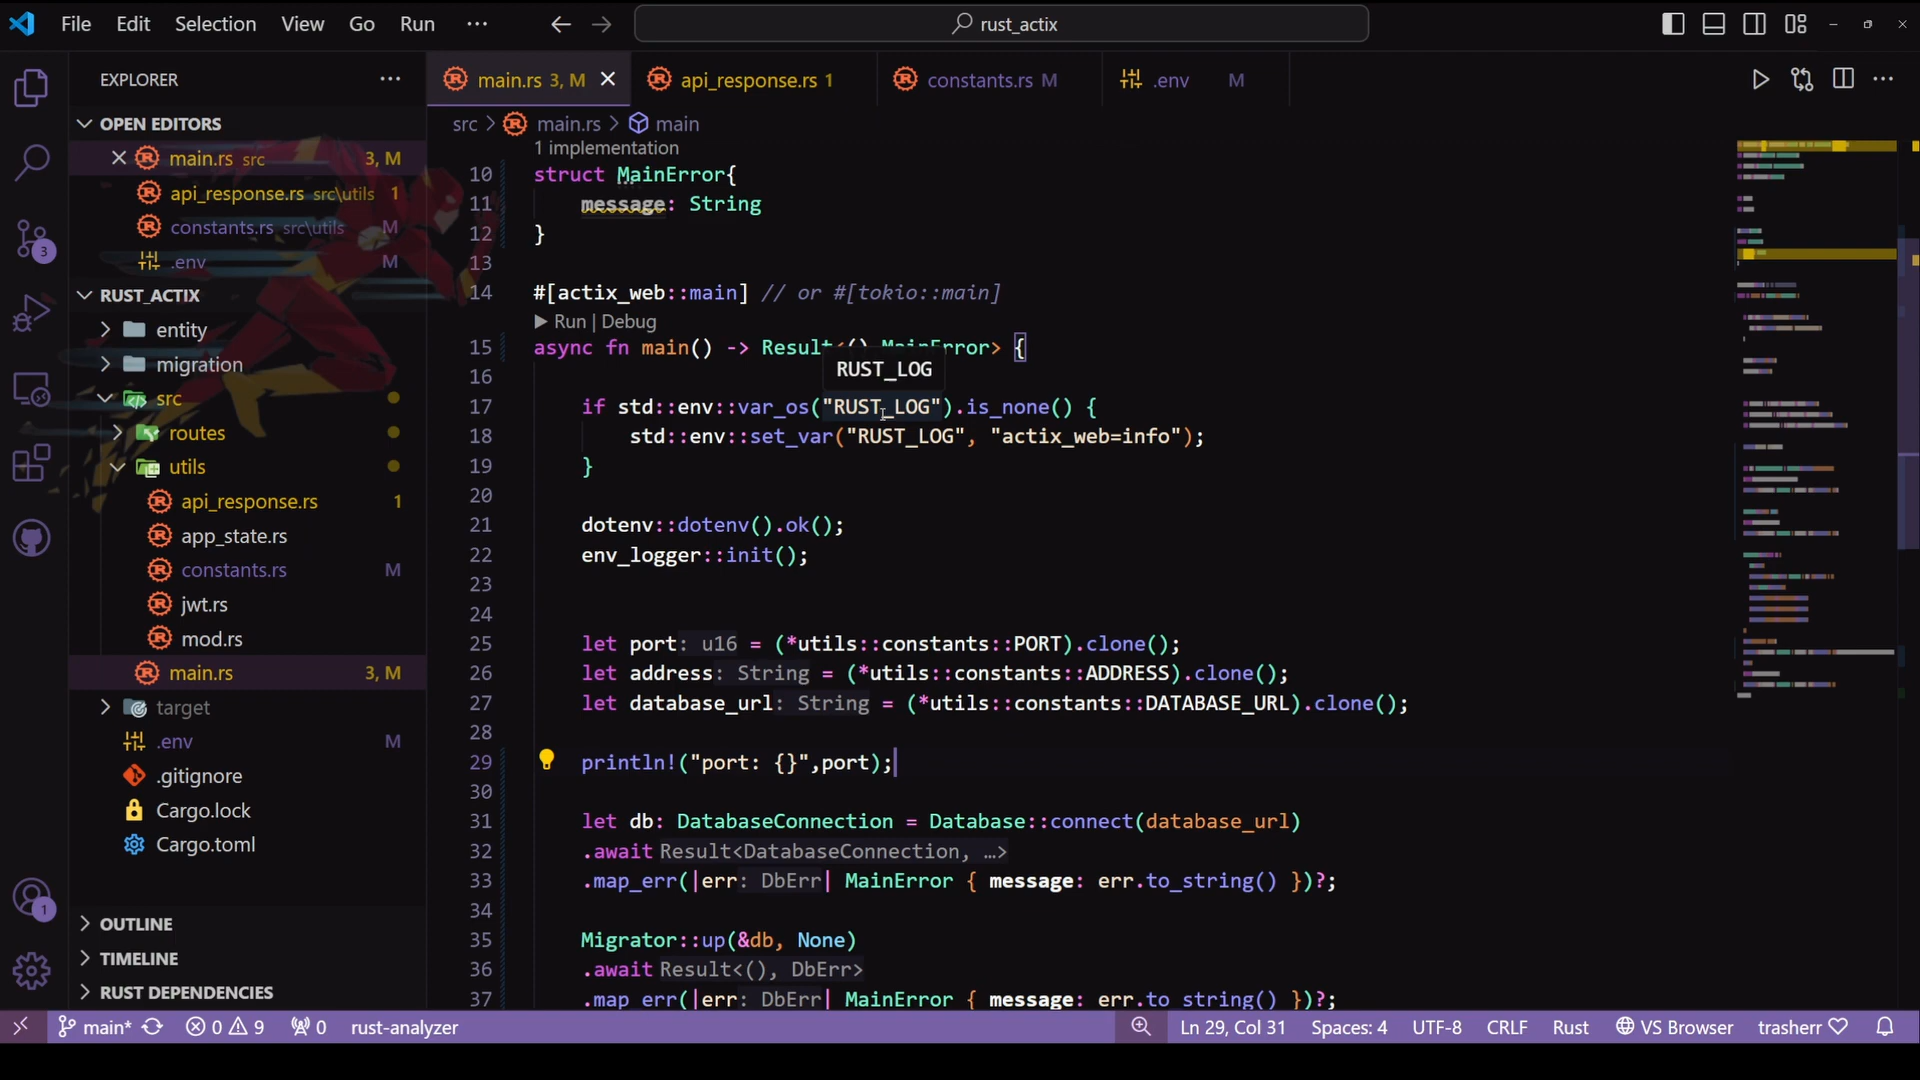 File Edit Selection View Go Run ···
rust_actix
EXPLORER
OPEN EDITORS
main.rs src 3, M
api_response.rs src\utils 1
constants.rs src\utils M
.env M
RUST_ACTIX
entity
migration
src
routes
utils
api_response.rs 1
app_state.rs
constants.rs M
jwt.rs
mod.rs
main.rs 3, M
target
.env M
.gitignore
Cargo.lock
Cargo.toml
OUTLINE
TIMELINE
RUST DEPENDENCIES
3
1
main.rs 3, M
api_response.rs 1
constants.rs M
.env M
src > main.rs > main
1 implementation
10 struct MainError{
11 message: String
12 }
13
14 #[actix_web::main] // or #[tokio::main]
Run | Debug
15 async fn main() -> Result<() MainError> {
RUST_LOG
16
17 if std::env::var_os("RUST_LOG").is_none() {
18 std::env::set_var("RUST_LOG", "actix_web=info");
19 }
20
21 dotenv::dotenv().ok();
22 env_logger::init();
23
24
25 let port: u16 = (*utils::constants::PORT).clone();
26 let address: String = (*utils::constants::ADDRESS).clone();
27 let database_url: String = (*utils::constants::DATABASE_URL).clone();
28
29 println!("port: {}",port);
30
31 let db: DatabaseConnection = Database::connect(database_url)
32 .await Result<DatabaseConnection, …>
33 .map_err(|err: DbErr| MainError { message: err.to_string() })?;
34
35 Migrator::up(&db, None)
36 .await Result<(), DbErr>
37 .map_err(|err: DbErr| MainError { message: err.to_string() })?;
main* 0 9 0 rust-analyzer Ln 29, Col 31 Spaces: 4 UTF-8 CRLF Rust VS Browser trasherr